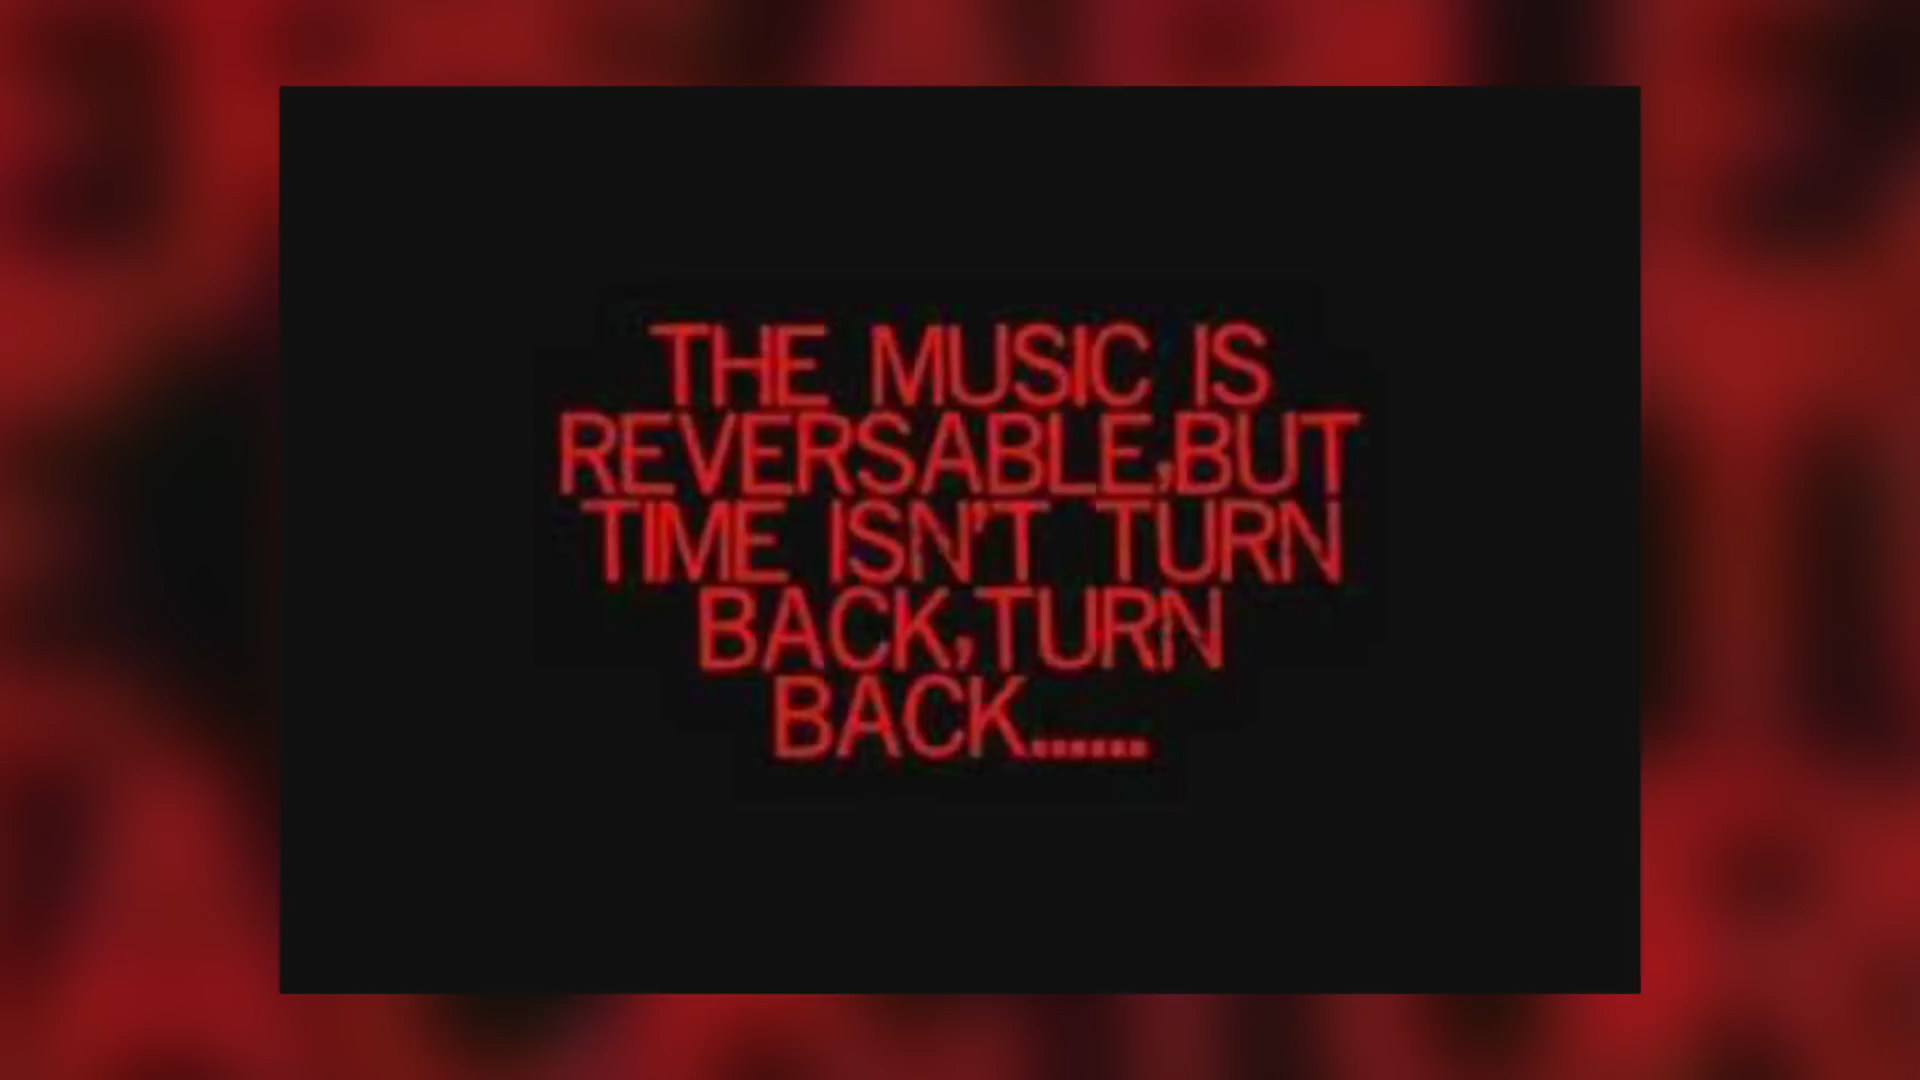 THE MUSIC IS
REVERSABLE,BUT
TIME ISN'T TURN
BACK,TURN
BACK......